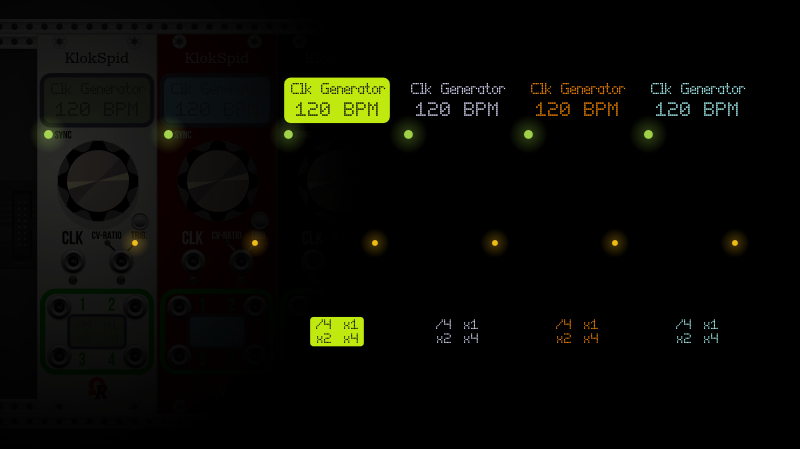 KlokSpid
Clk Generator
120 BPM
SYNC
CLK
CV-RATIO
1 2
3 4
KlokSpid
Clk Generator
120 BPM
SYNC
CLK
CV-RATIO
Clk Generator
120 BPM
/4 x1
x2 x4
Clk Generator
120 BPM
/4 x1
x2 x4
Clk Generator
120 BPM
/4 x1
x2 x4
Clk Generator
120 BPM
/4 x1
x2 x4